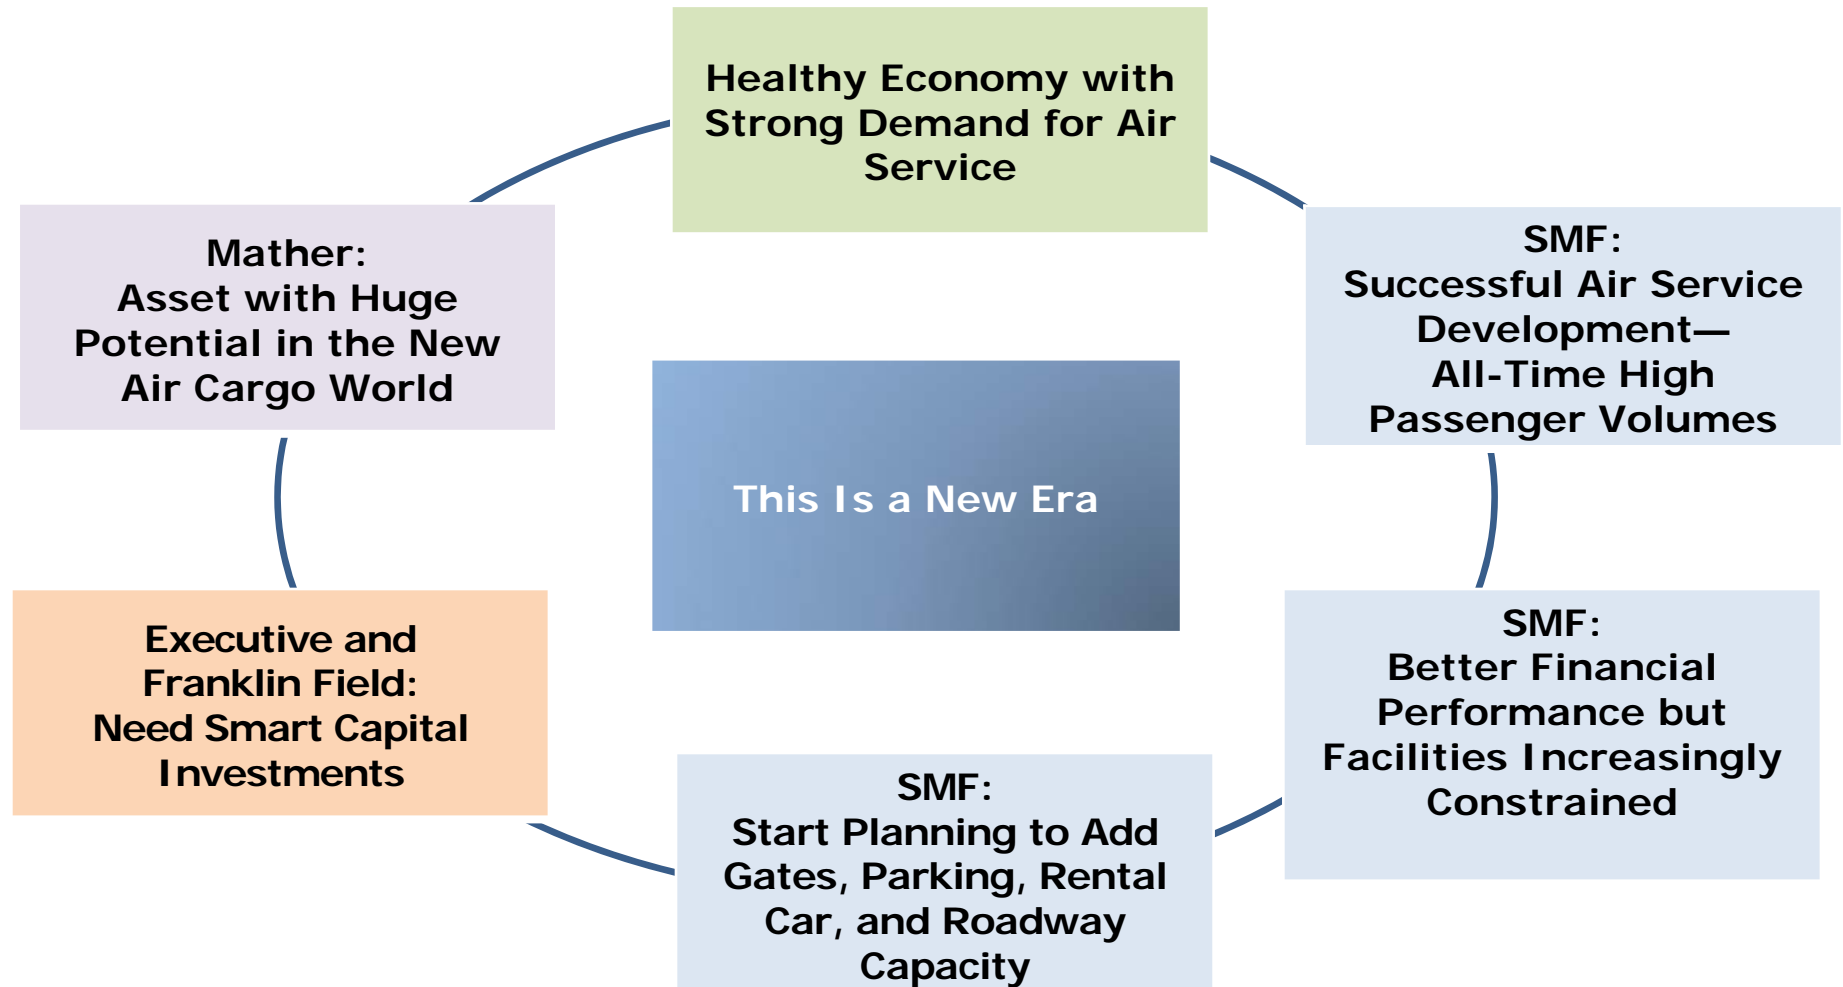 Healthy Economy with
Strong Demand for Air
Service
SMF:
Successful Air Service
Development—
All-Time High
Passenger Volumes
SMF:
Better Financial
Performance but
Facilities Increasingly
Constrained
SMF:
Start Planning to Add
Gates, Parking, Rental
Car, and Roadway
Capacity
Executive and
Franklin Field:
Need Smart Capital
Investments
Mather:
Asset with Huge
Potential in the New
Air Cargo World
This Is a New Era